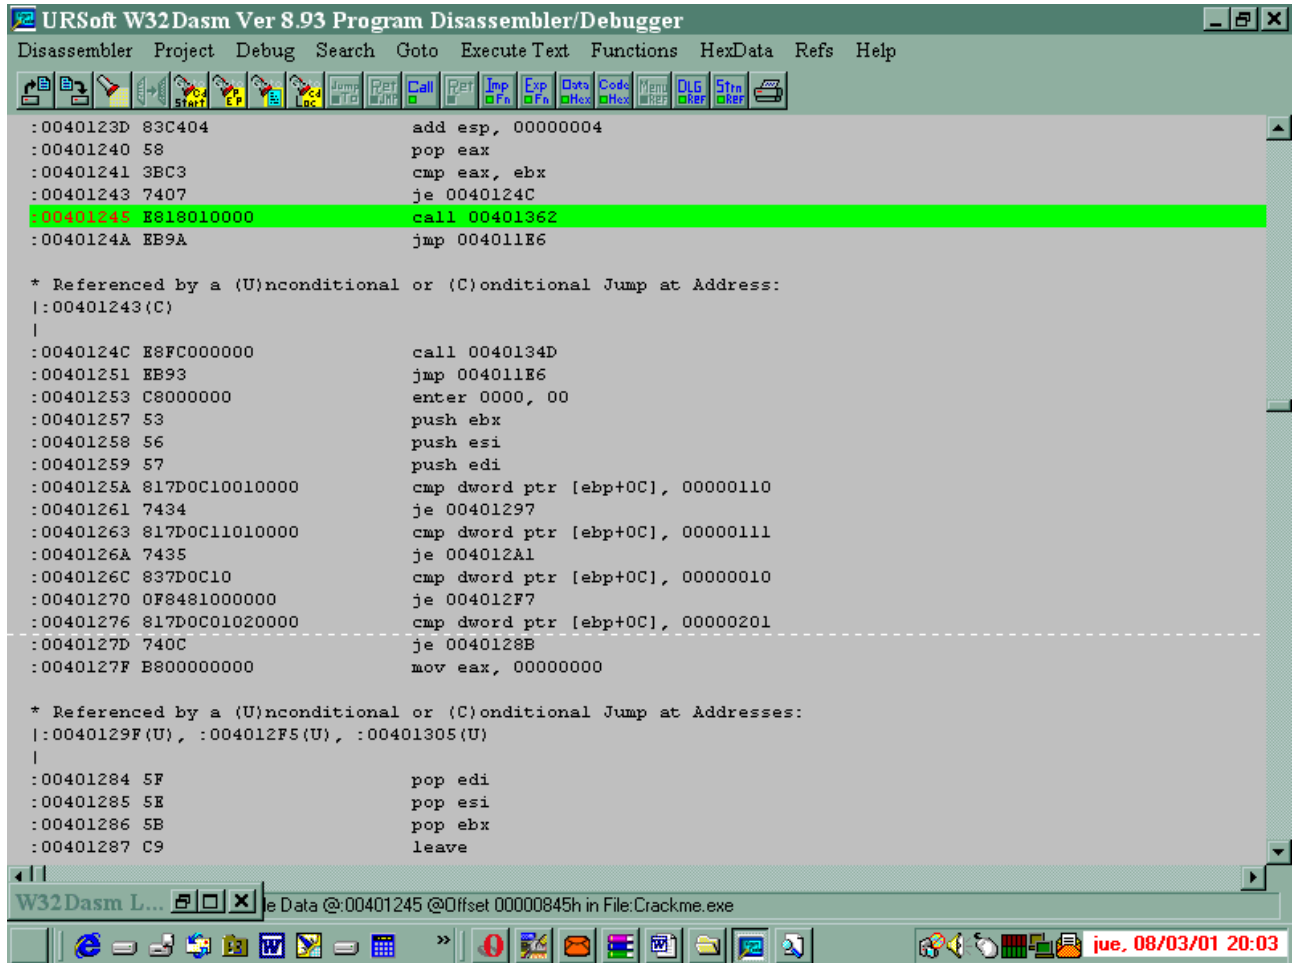 URSoft W32Dasm Ver 8.93 Program Disassembler/Debugger
Disassembler Project Debug Search Goto Execute Text Functions HexData Refs Help
:0040123D 83C404 add esp, 00000004
:00401240 58 pop eax
:00401241 3BC3 cmp eax, ebx
:00401243 7407 je 0040124C
:00401245 E818010000 call 00401362
:0040124A EB9A jmp 004011E6
* Referenced by a (U)nconditional or (C)onditional Jump at Address:
|:00401243(C)
|
:0040124C E8FC000000 call 0040134D
:00401251 EB93 jmp 004011E6
:00401253 C8000000 enter 0000, 00
:00401257 53 push ebx
:00401258 56 push esi
:00401259 57 push edi
:0040125A 817D0C10010000 cmp dword ptr [ebp+0C], 00000110
:00401261 7434 je 00401297
:00401263 817D0C11010000 cmp dword ptr [ebp+0C], 00000111
:0040126A 7435 je 004012A1
:0040126C 837D0C10 cmp dword ptr [ebp+0C], 00000010
:00401270 0F8481000000 je 004012F7
:00401276 817D0C01020000 cmp dword ptr [ebp+0C], 00000201
:0040127D 740C je 0040128B
:0040127F B800000000 mov eax, 00000000
* Referenced by a (U)nconditional or (C)onditional Jump at Addresses:
|:0040129F(U), :004012F5(U), :00401305(U)
|
:00401284 5F pop edi
:00401285 5E pop esi
:00401286 5B pop ebx
:00401287 C9 leave
W32Dasm L... le Data @:00401245 @Offset 00000845h in File:Crackme.exe
» jue, 08/03/01 20:03